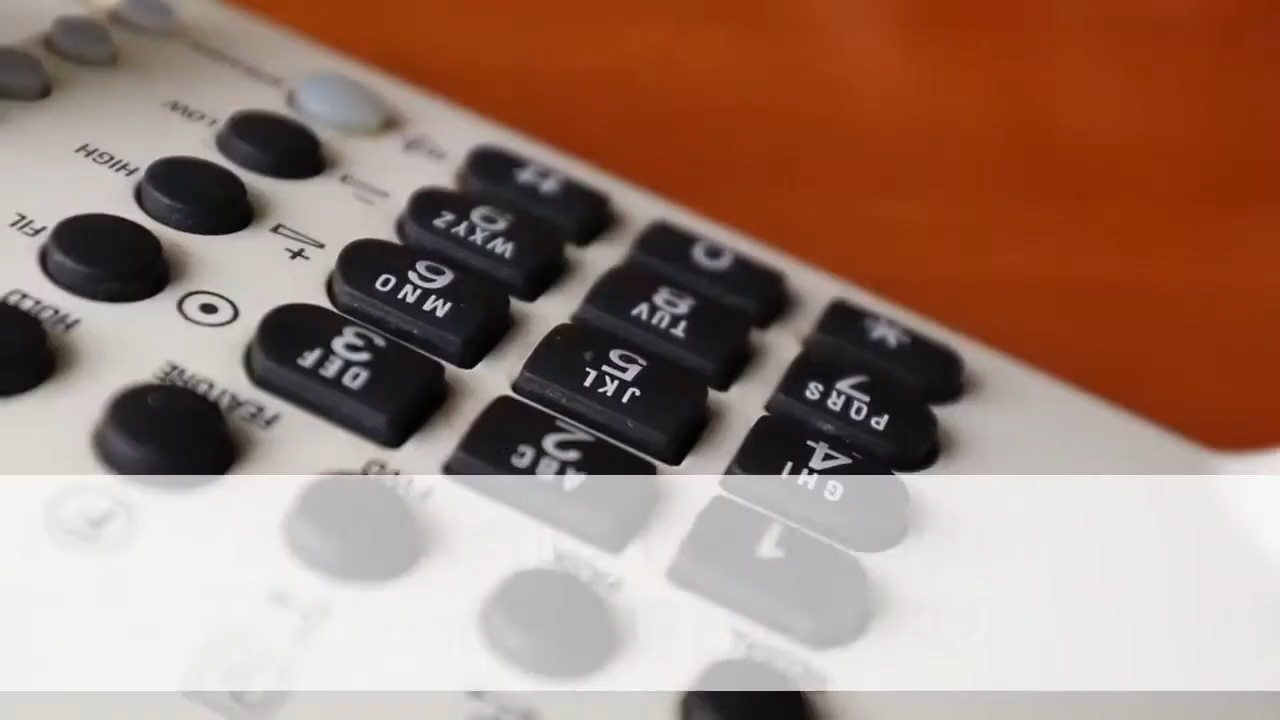 LOW
HIGH
HOLD
FEATURE
#
9
WXYZ
6
MNO
3
DEF
0
8
TUV
5
JKL
2
ABC
*
7
PQRS
4
GHI
1